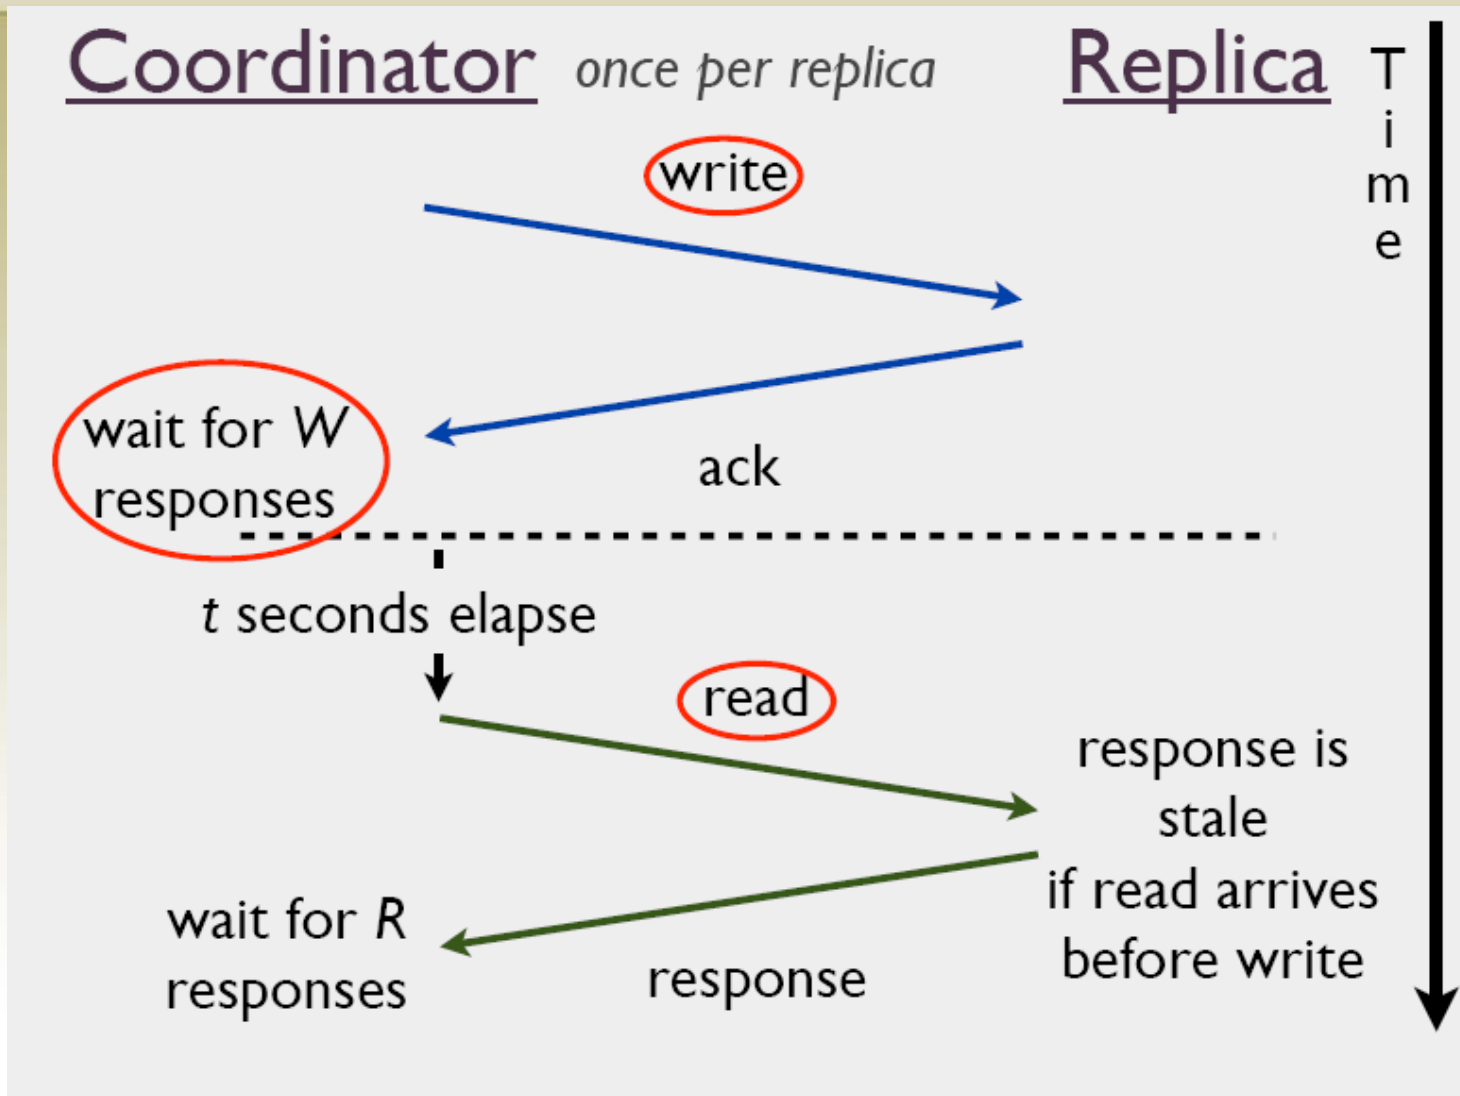 Coordinator once per replica Replica
Time
write
wait for W
responses
ack
t seconds elapse
read
response is
stale
if read arrives
before write
wait for R
responses
response